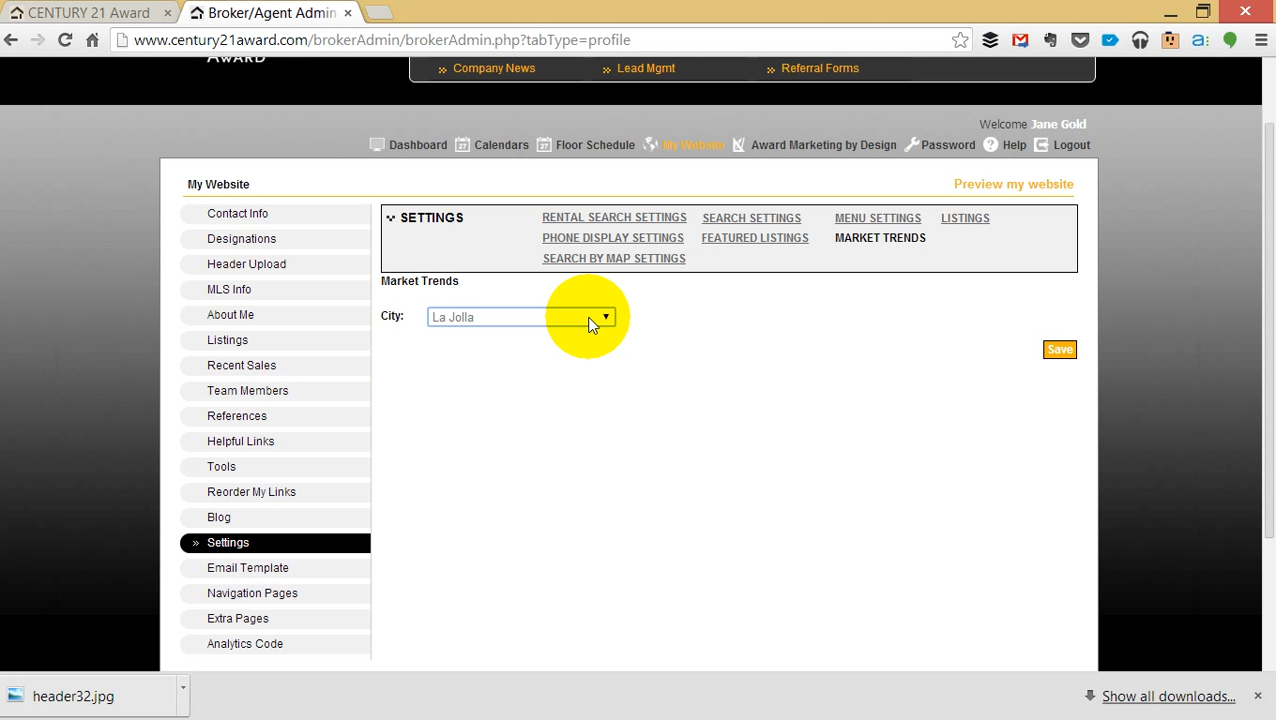 CENTURY 21 Award
Broker/Agent Admin
www.century21award.com/brokerAdmin/brokerAdmin.php?tabType=profile
AWARD
Company News
Lead Mgmt
Referral Forms
Welcome Jane Gold
Dashboard
Calendars
Floor Schedule
My Website
Award Marketing by Design
Password
Help
Logout
My Website
Preview my website
Contact Info
Designations
Header Upload
MLS Info
About Me
Listings
Recent Sales
Team Members
References
Helpful Links
Tools
Reorder My Links
Blog
» Settings
Email Template
Navigation Pages
Extra Pages
Analytics Code
SETTINGS
RENTAL SEARCH SETTINGS
SEARCH SETTINGS
MENU SETTINGS
LISTINGS
PHONE DISPLAY SETTINGS
FEATURED LISTINGS
MARKET TRENDS
SEARCH BY MAP SETTINGS
Market Trends
City: La Jolla
Save
header32.jpg
Show all downloads...